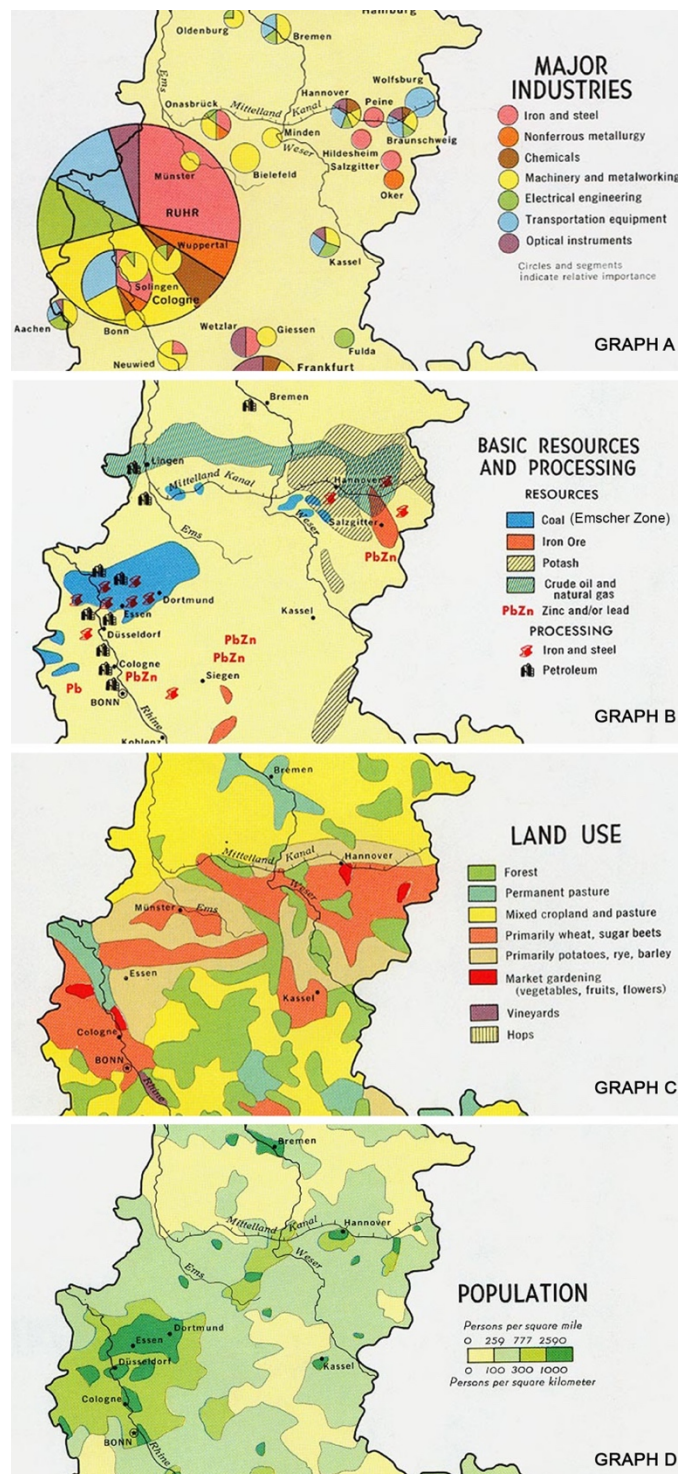 Hamburg
Oldenburg
Bremen
Ems
Wolfsburg
Hannover
Peine
Onasbrück
Mittelland Kanal
Minden
Weser
Braunschweig
Hildesheim
Salzgitter
Münster
Bielefeld
Oker
RUHR
Wuppertal
Kassel
Solingen
Cologne
Aachen
Bonn
Wetzlar
Giessen
Fulda
Neuwied
Frankfurt
MAJOR
INDUSTRIES
Iron and steel
Nonferrous metallurgy
Chemicals
Machinery and metalworking
Electrical engineering
Transportation equipment
Optical instruments
Circles and segments
indicate relative importance
GRAPH A
Bremen
Lingen
Mittelland Kanal
Hannover
Weser
Salzgitter
Ems
PbZn
Dortmund
Essen
Kassel
Düsseldorf
PbZn
PbZn
Cologne
Siegen
Pb
PbZn
BONN
Rhine
Koblenz
BASIC RESOURCES
AND PROCESSING
RESOURCES
Coal (Emscher Zone)
Iron Ore
Potash
Crude oil and
natural gas
PbZn Zinc and/or lead
PROCESSING
Iron and steel
Petroleum
GRAPH B
Bremen
Mittelland Kanal
Hannover
Weser
Münster
Ems
Essen
Kassel
Cologne
BONN
Rhine
LAND USE
Forest
Permanent pasture
Mixed cropland and pasture
Primarily wheat, sugar beets
Primarily potatoes, rye, barley
Market gardening
(vegetables, fruits, flowers)
Vineyards
Hops
GRAPH C
Bremen
Mittelland Kanal
Hannover
Weser
Ems
Dortmund
Essen
Düsseldorf
Kassel
Cologne
BONN
Rhine
POPULATION
Persons per square mile
0 259 777 2590
0 100 300 1000
Persons per square kilometer
GRAPH D